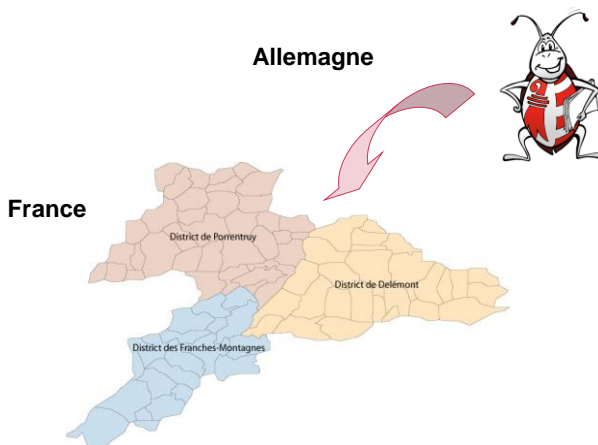 Allemagne
France
District de Porrentruy
District de Delémont
District des Franches-Montagnes